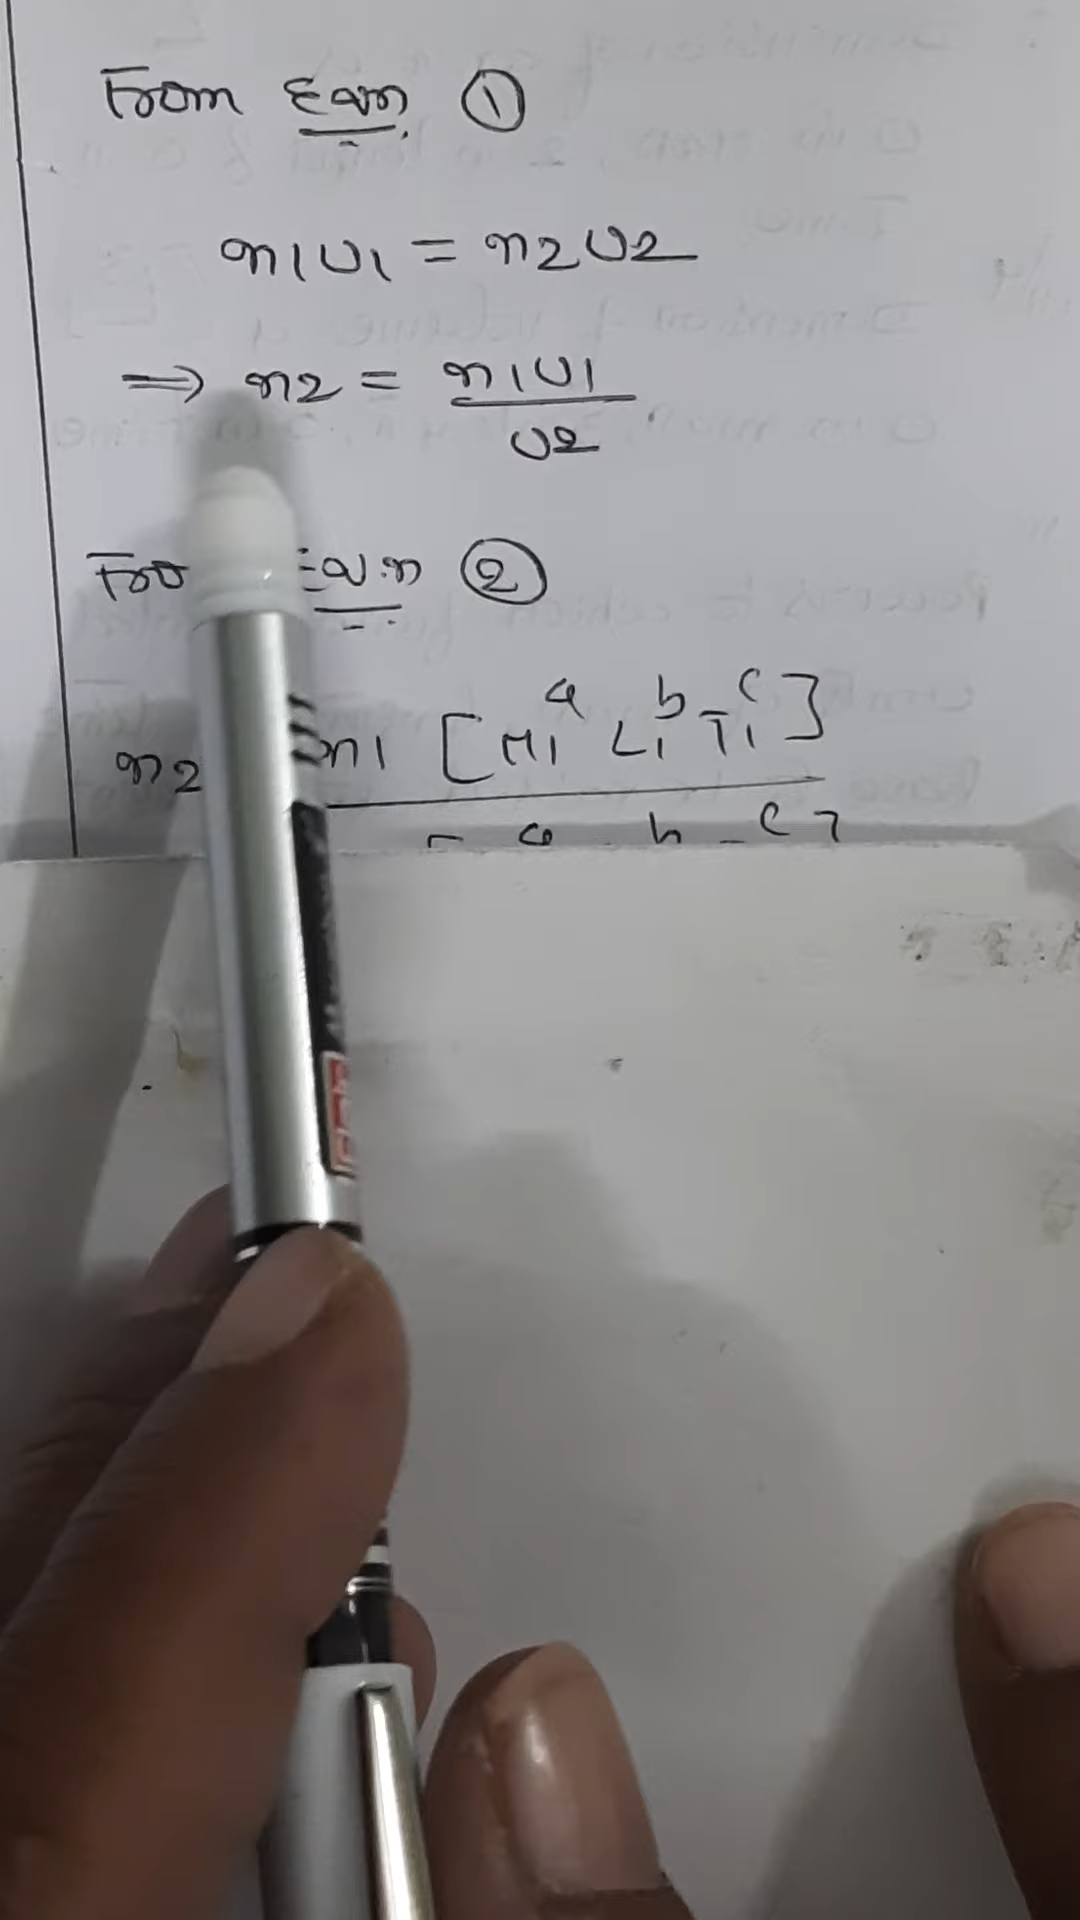 From Eqn ①
n1U1 = n2U2
⇒ n2 = n1U1
U2
Eqn ②
n2 n1 [M1^a L1^b T1^c]